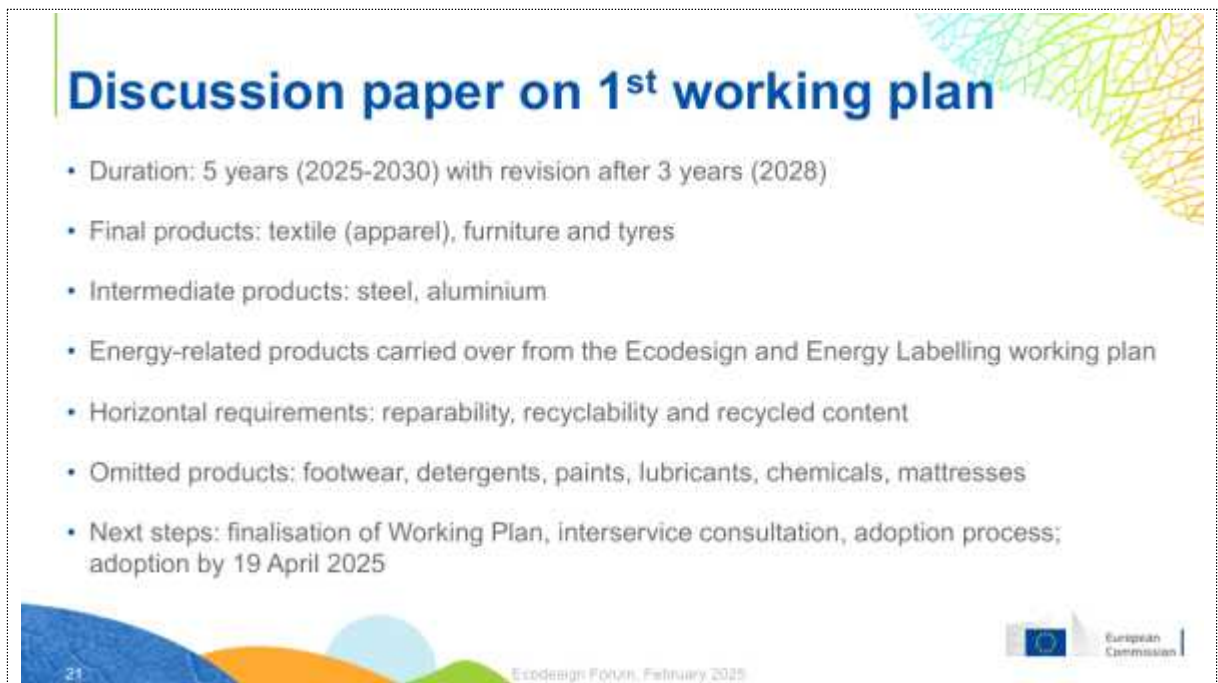 Discussion paper on 1st working plan
• Duration: 5 years (2025-2030) with revision after 3 years (2028)
• Final products: textile (apparel), furniture and tyres
• Intermediate products: steel, aluminium
• Energy-related products carried over from the Ecodesign and Energy Labelling working plan
• Horizontal requirements: reparability, recyclability and recycled content
• Omitted products: footwear, detergents, paints, lubricants, chemicals, mattresses
• Next steps: finalisation of Working Plan, interservice consultation, adoption process;
adoption by 19 April 2025
European
Commission
21
Ecodesign Forum, February 2025